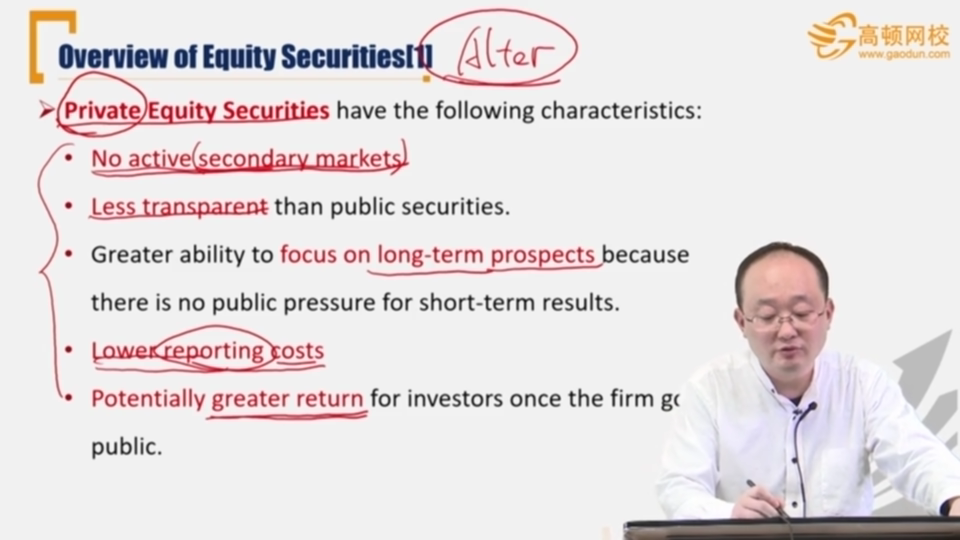 Overview of Equity Securities[1]
Alter
高顿网校
www.gaodun.com
➢ Private Equity Securities have the following characteristics:
• No active secondary markets
• Less transparent than public securities.
• Greater ability to focus on long-term prospects because
there is no public pressure for short-term results.
• Lower reporting costs
• Potentially greater return for investors once the firm
public.